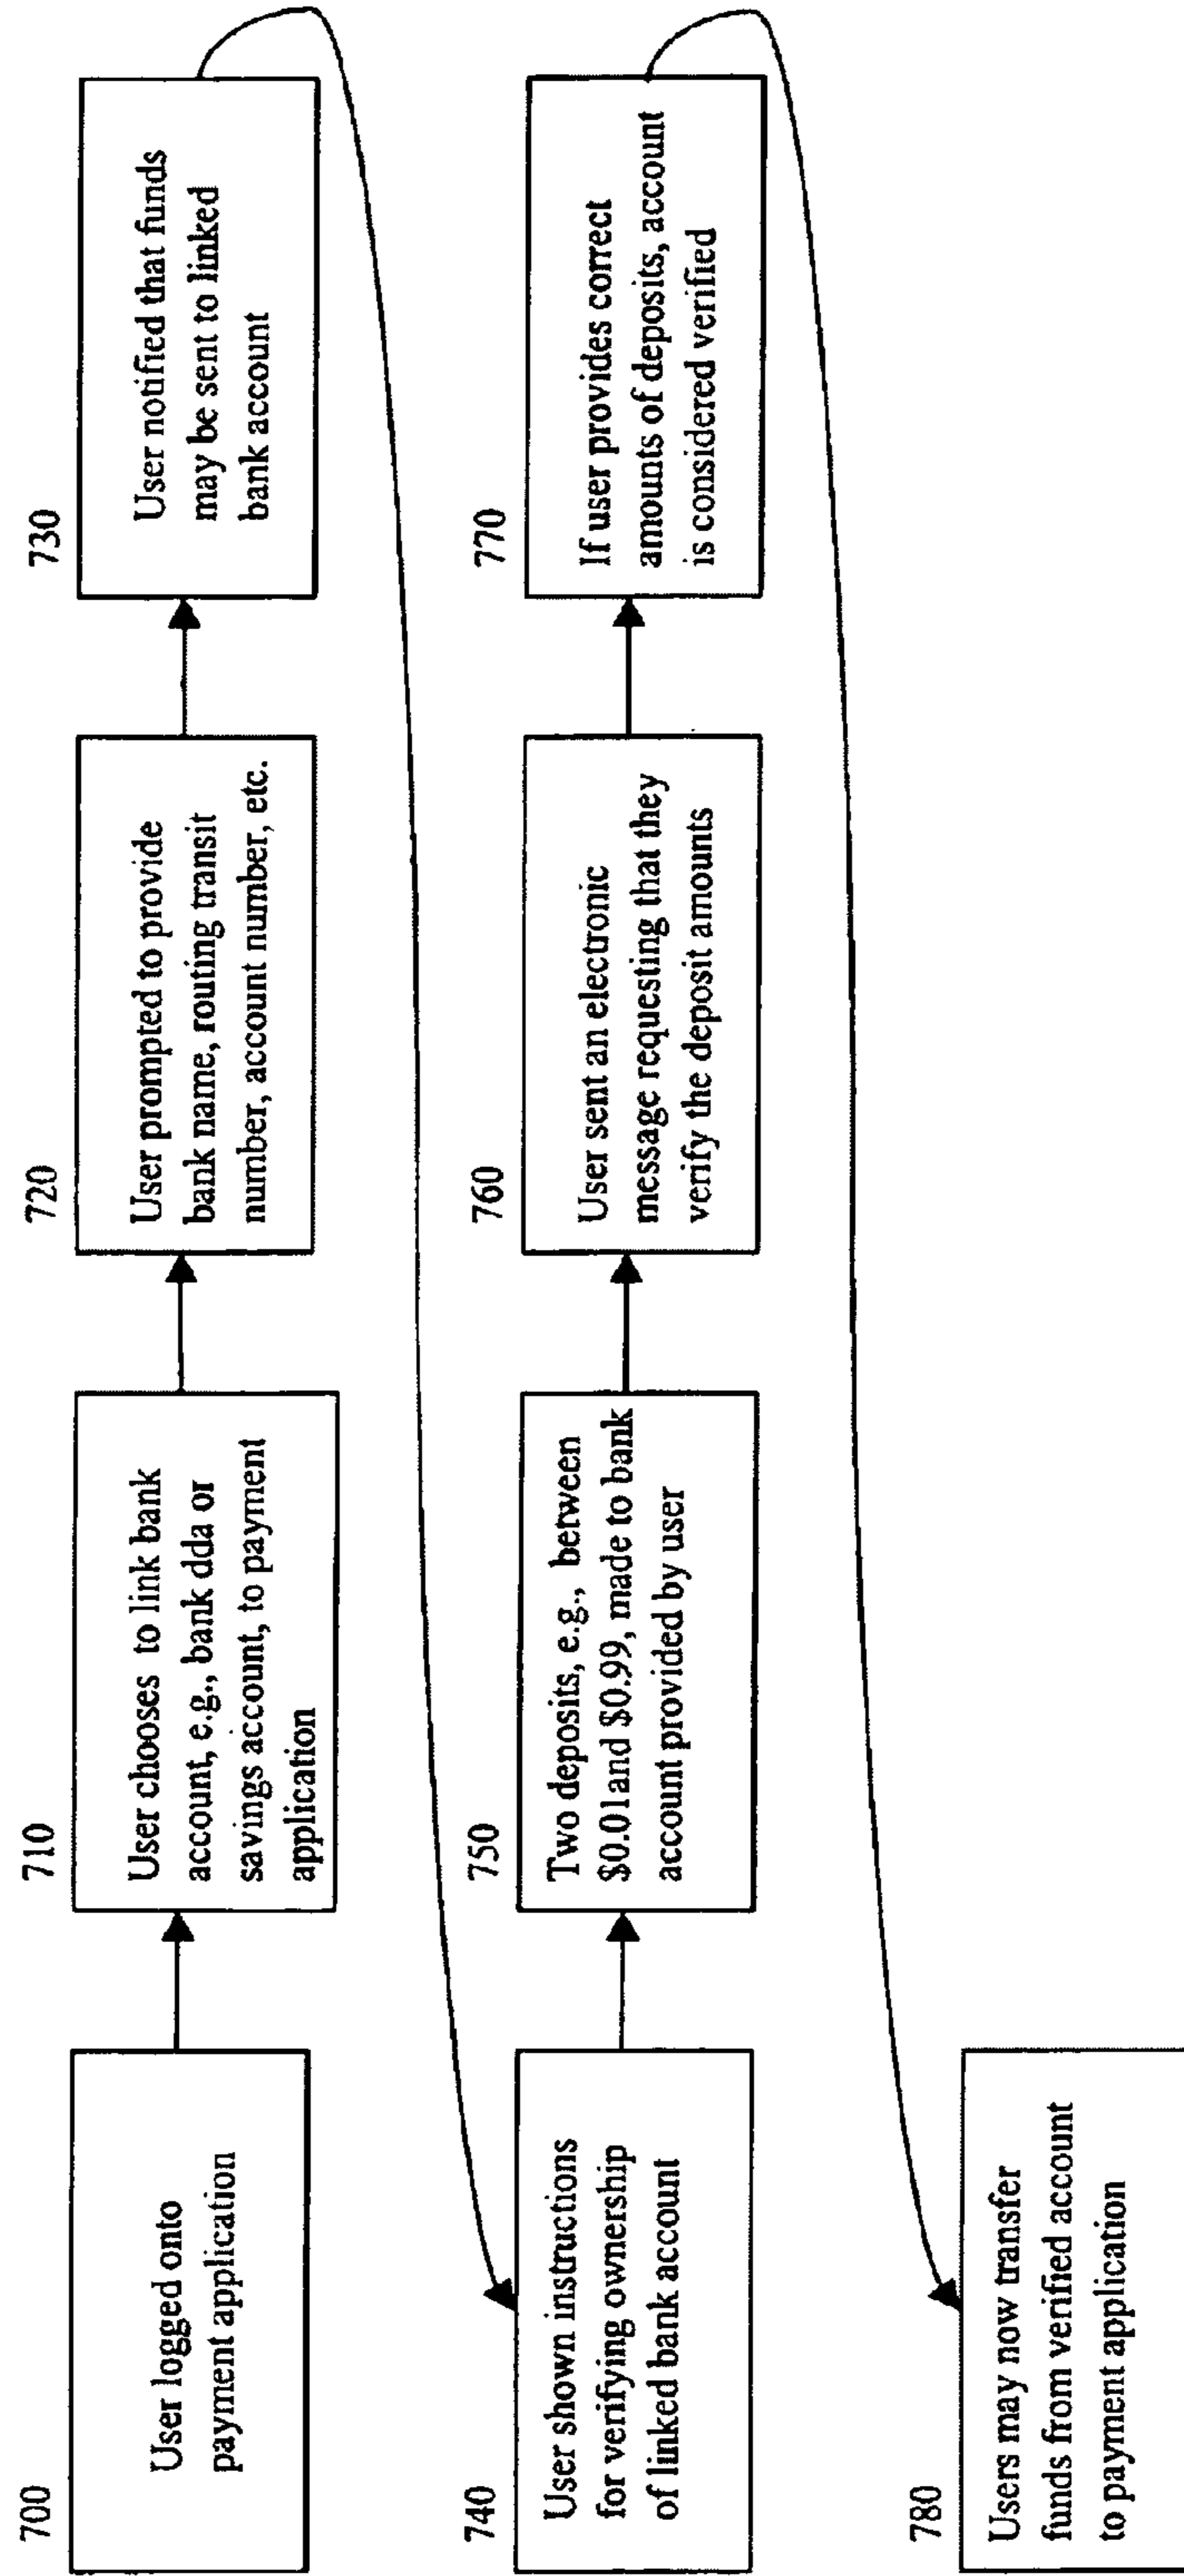 700
User logged onto
payment application
710
User chooses to link bank
account, e.g., bank dda or
savings account, to payment
application
720
User prompted to provide
bank name, routing transit
number, account number, etc.
730
User notified that funds
may be sent to linked
bank account
740
User shown instructions
for verifying ownership
of linked bank account
750
Two deposits, e.g., between
$0.01and $0.99, made to bank
account provided by user
760
User sent an electronic
message requesting that they
verify the deposit amounts
770
If user provides correct
amounts of deposits, account
is considered verified
780
Users may now transfer
funds from verified account
to payment application